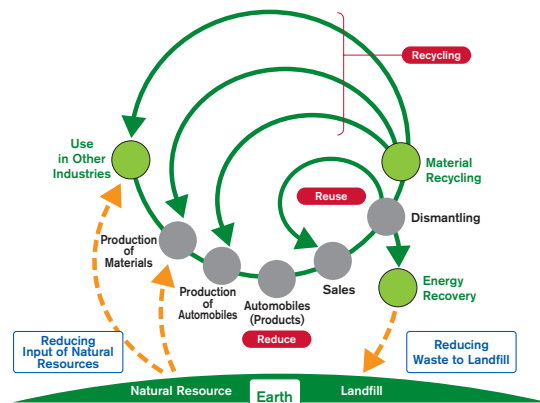 Recycling
Use
in Other
Industries
Material
Recycling
Reuse
Dismantling
Production
of
Materials
Production
of
Automobiles
Automobiles
(Products)
Reduce
Sales
Energy
Recovery
Reducing
Input of Natural
Resources
Reducing
Waste to Landfill
Natural Resource
Earth
Landfill